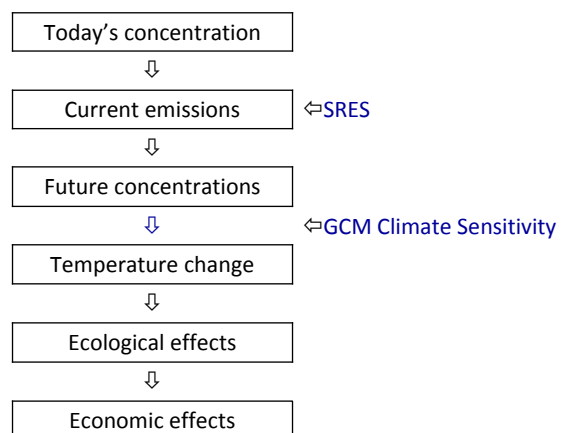 Today’s concentration
⇩
Current emissions ⇦SRES
⇩
Future concentrations
⇩ ⇦GCM Climate Sensitivity
Temperature change
⇩
Ecological effects
⇩
Economic effects